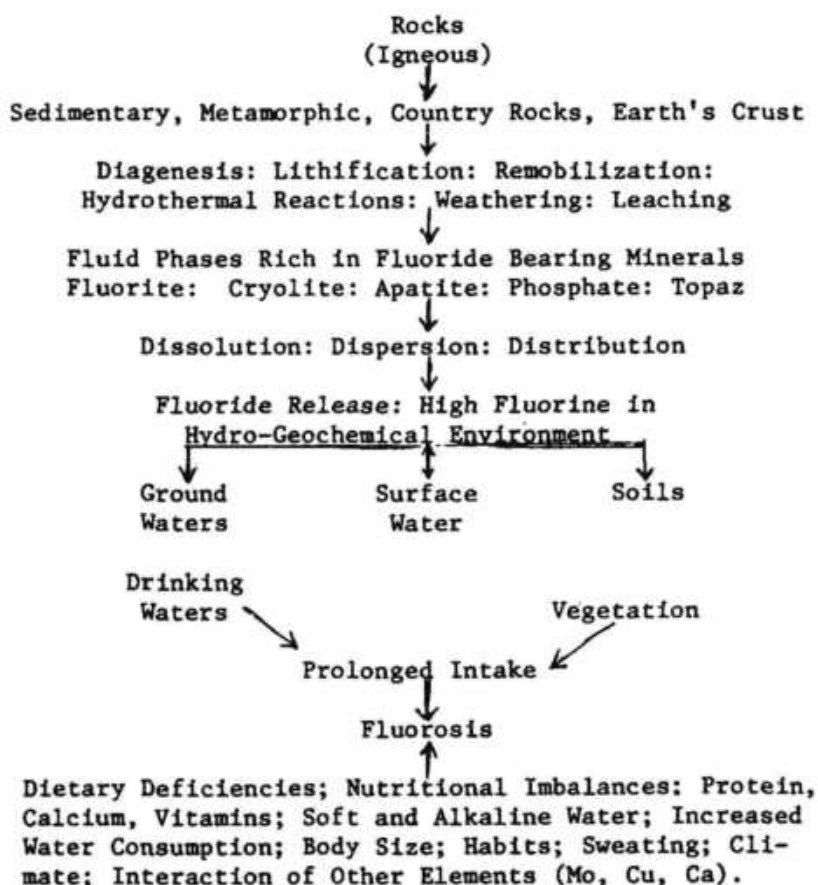 Rocks
(Igneous)
Sedimentary, Metamorphic, Country Rocks, Earth's Crust
Diagenesis: Lithification: Remobilization:
Hydrothermal Reactions: Weathering: Leaching
Fluid Phases Rich in Fluoride Bearing Minerals
Fluorite: Cryolite: Apatite: Phosphate: Topaz
Dissolution: Dispersion: Distribution
Fluoride Release: High Fluorine in
Hydro-Geochemical Environment
Ground Surface Soils
Waters Water
Drinking
Waters Vegetation
Prolonged Intake
Fluorosis
Dietary Deficiencies; Nutritional Imbalances; Protein,
Calcium, Vitamins; Soft and Alkaline Water; Increased
Water Consumption; Body Size; Habits; Sweating; Cli-
mate; Interaction of Other Elements (Mo, Cu, Ca).